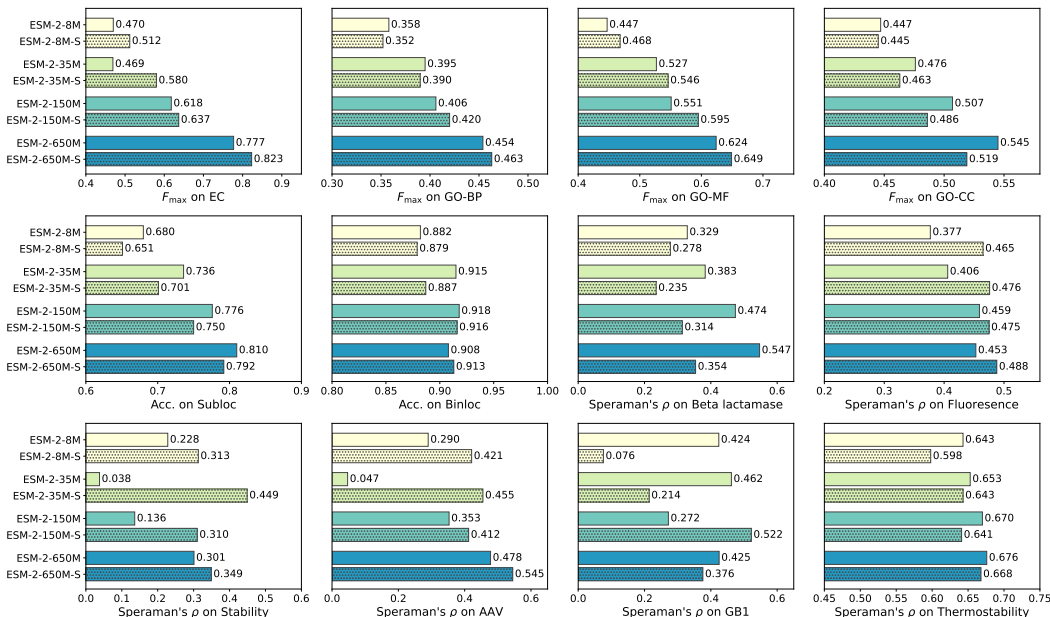 ESM-2-8M 0.470 0.358 0.447 0.447
ESM-2-8M-S 0.512 0.352 0.468 0.445
ESM-2-35M 0.469 0.395 0.527 0.476
ESM-2-35M-S 0.580 0.390 0.546 0.463
ESM-2-150M 0.618 0.406 0.551 0.507
ESM-2-150M-S 0.637 0.420 0.595 0.486
ESM-2-650M 0.777 0.454 0.624 0.545
ESM-2-650M-S 0.823 0.463 0.649 0.519
0.4 0.5 0.6 0.7 0.8 0.9 0.30 0.35 0.40 0.45 0.50 0.4 0.5 0.6 0.7 0.40 0.45 0.50 0.55
Fmax on EC Fmax on GO-BP Fmax on GO-MF Fmax on GO-CC
ESM-2-8M 0.680 0.882 0.329 0.377
ESM-2-8M-S 0.651 0.879 0.278 0.465
ESM-2-35M 0.736 0.915 0.383 0.406
ESM-2-35M-S 0.701 0.887 0.235 0.476
ESM-2-150M 0.776 0.918 0.474 0.459
ESM-2-150M-S 0.750 0.916 0.314 0.475
ESM-2-650M 0.810 0.908 0.547 0.453
ESM-2-650M-S 0.792 0.913 0.354 0.488
0.6 0.7 0.8 0.9 0.80 0.85 0.90 0.95 1.00 0.0 0.2 0.4 0.6 0.2 0.3 0.4 0.5
Acc. on Subloc Acc. on Binloc Speraman's ρ on Beta lactamase Speraman's ρ on Fluoresence
ESM-2-8M 0.228 0.290 0.424 0.643
ESM-2-8M-S 0.313 0.421 0.076 0.598
ESM-2-35M 0.038 0.047 0.462 0.653
ESM-2-35M-S 0.449 0.455 0.214 0.643
ESM-2-150M 0.136 0.353 0.272 0.670
ESM-2-150M-S 0.310 0.412 0.522 0.641
ESM-2-650M 0.301 0.478 0.425 0.676
ESM-2-650M-S 0.349 0.545 0.376 0.668
0.0 0.1 0.2 0.3 0.4 0.5 0.6 0.0 0.2 0.4 0.6 0.0 0.2 0.4 0.6 0.45 0.50 0.55 0.60 0.65 0.70 0.75
Speraman's ρ on Stability Speraman's ρ on AAV Speraman's ρ on GB1 Speraman's ρ on Thermostability